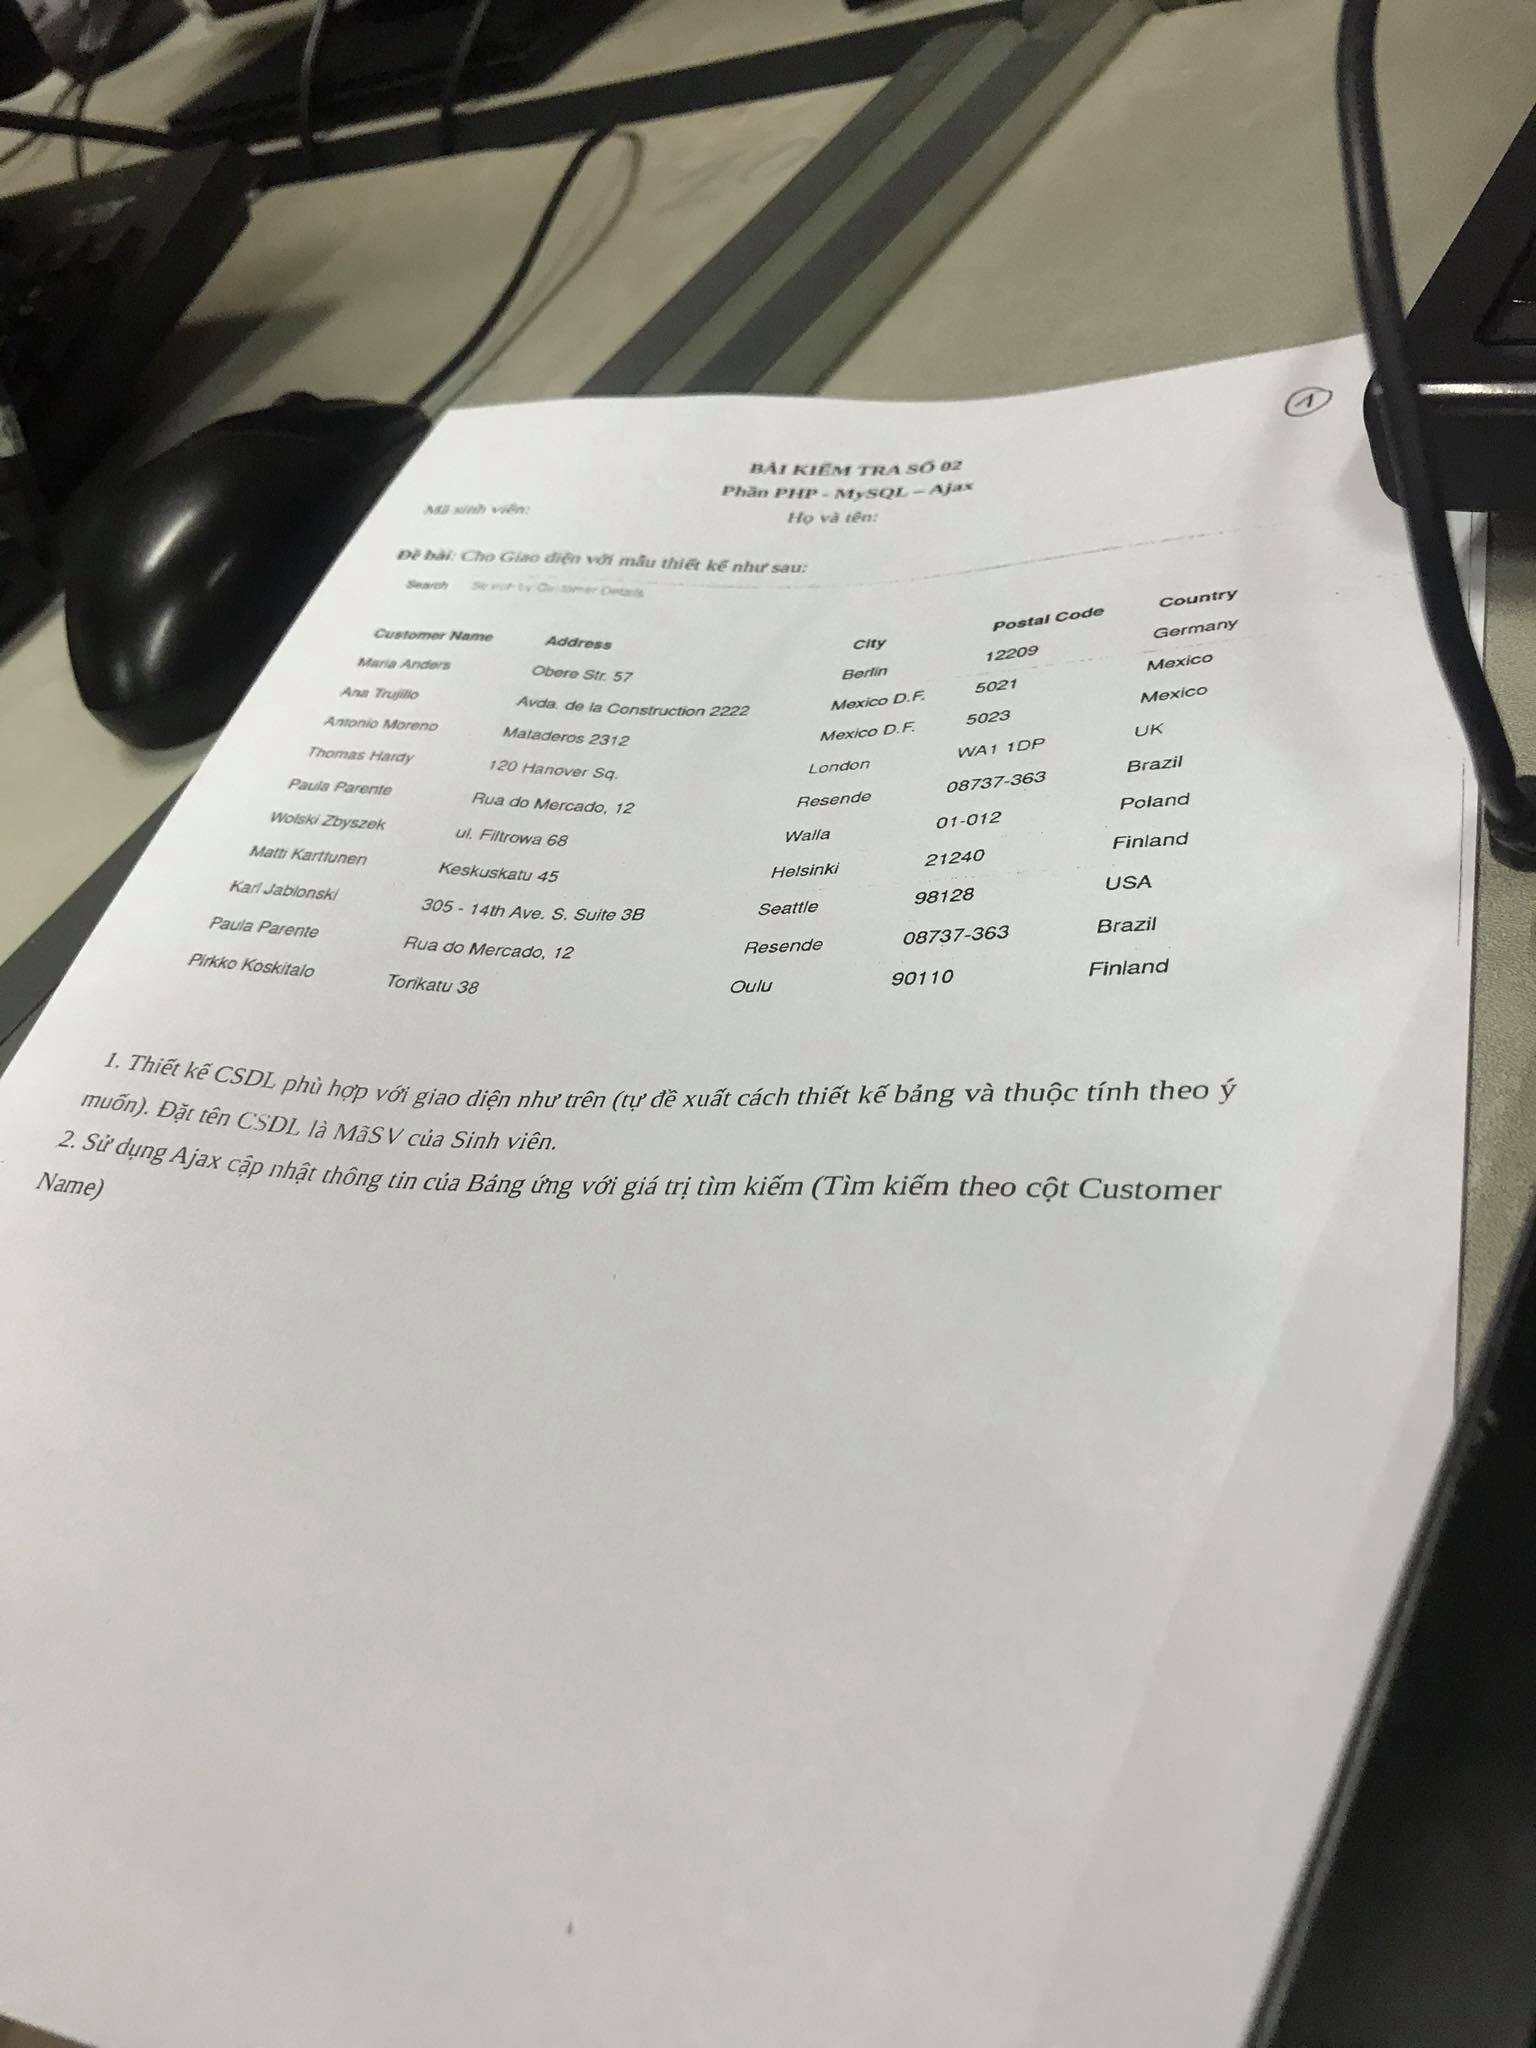 1
BÀI KIỂM TRA SỐ 02
Phần PHP - MySQL – Ajax
Mã sinh viên: Họ và tên:
Đề bài: Cho Giao diện với mẫu thiết kế như sau:
Search Search by Customer Details
Customer Name Address City Postal Code Country
Maria Anders Obere Str. 57 Berlin 12209 Germany
Ana Trujillo Avda. de la Construction 2222 Mexico D.F. 5021 Mexico
Antonio Moreno Mataderos 2312 Mexico D.F. 5023 Mexico
Thomas Hardy 120 Hanover Sq. London WA1 1DP UK
Paula Parente Rua do Mercado, 12 Resende 08737-363 Brazil
Wolski Zbyszek ul. Filtrowa 68 Walla 01-012 Poland
Matti Karttunen Keskuskatu 45 Helsinki 21240 Finland
Karl Jablonski 305 - 14th Ave. S. Suite 3B Seattle 98128 USA
Paula Parente Rua do Mercado, 12 Resende 08737-363 Brazil
Pirkko Koskitalo Torikatu 38 Oulu 90110 Finland
1. Thiết kế CSDL phù hợp với giao diện như trên (tự đề xuất cách thiết kế bảng và thuộc tính theo ý
muốn). Đặt tên CSDL là MãSV của Sinh viên.
2. Sử dụng Ajax cập nhật thông tin của Bảng ứng với giá trị tìm kiếm (Tìm kiếm theo cột Customer
Name)